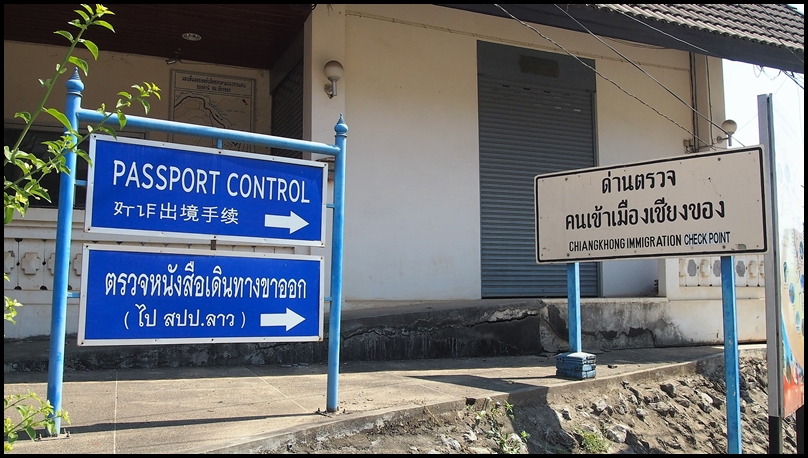 PASSPORT CONTROL
出境手续
ตรวจหนังสือเดินทางขาออก
( ไป สปป.ลาว )
ด่านตรวจ
คนเข้าเมืองเชียงของ
CHIANGKHONG IMMIGRATION CHECK POINT